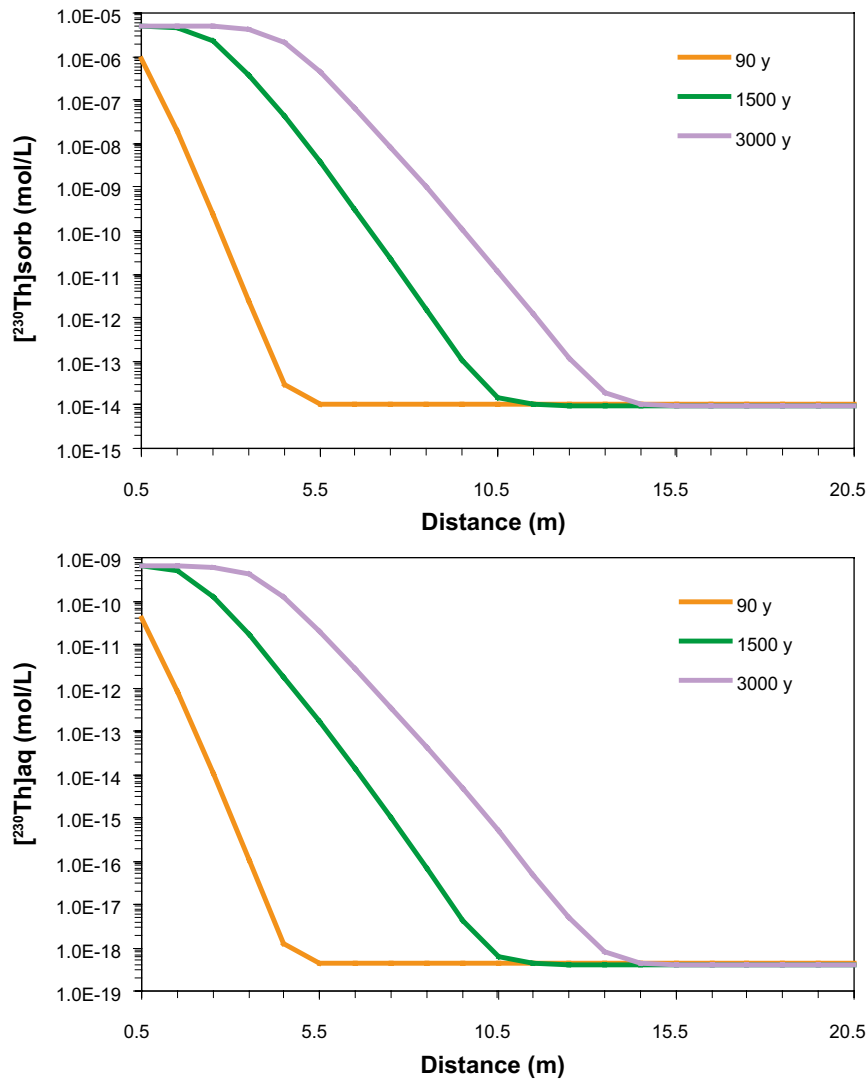 [²³⁰Th]sorb (mol/L)
1.0E-05
1.0E-06
1.0E-07
1.0E-08
1.0E-09
1.0E-10
1.0E-11
1.0E-12
1.0E-13
1.0E-14
1.0E-15
90 y
1500 y
3000 y
0.5
5.5
10.5
15.5
20.5
Distance (m)
[²³⁰Th]aq (mol/L)
1.0E-09
1.0E-10
1.0E-11
1.0E-12
1.0E-13
1.0E-14
1.0E-15
1.0E-16
1.0E-17
1.0E-18
1.0E-19
90 y
1500 y
3000 y
0.5
5.5
10.5
15.5
20.5
Distance (m)